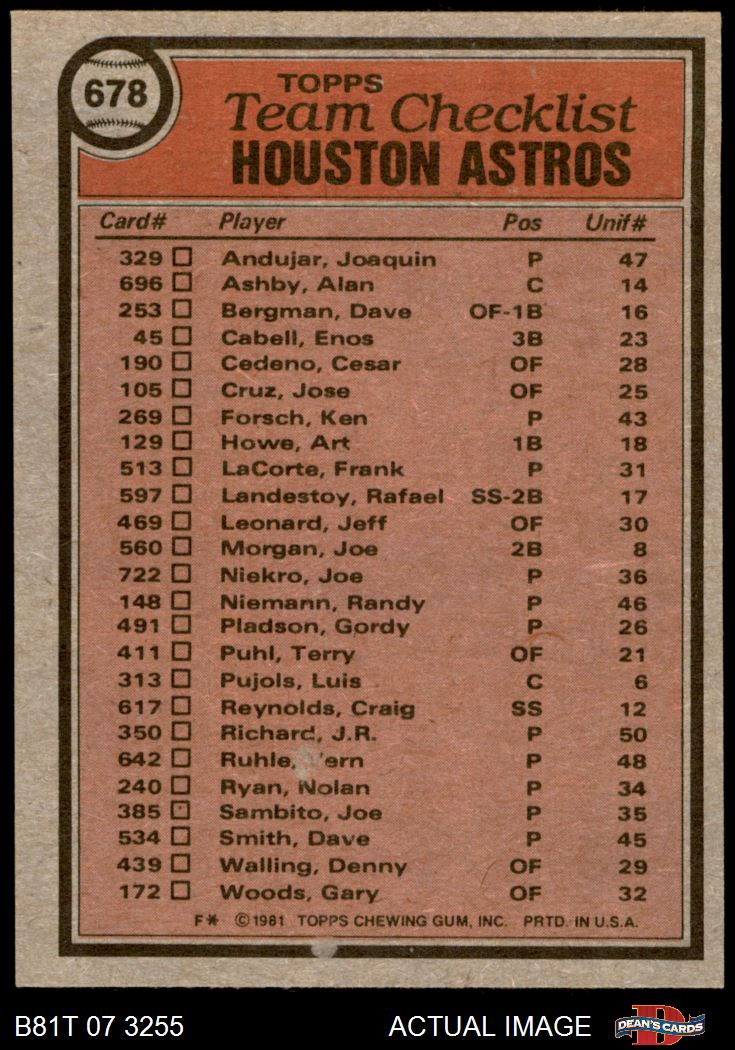 678
TOPPS
Team Checklist
HOUSTON ASTROS
Card# Player Pos Unif#
329 Andujar, Joaquin P 47
696 Ashby, Alan C 14
253 Bergman, Dave OF-1B 16
45 Cabell, Enos 3B 23
190 Cedeno, Cesar OF 28
105 Cruz, Jose OF 25
269 Forsch, Ken P 43
129 Howe, Art 1B 18
513 LaCorte, Frank P 31
597 Landestoy, Rafael SS-2B 17
469 Leonard, Jeff OF 30
560 Morgan, Joe 2B 8
722 Niekro, Joe P 36
148 Niemann, Randy P 46
491 Pladson, Gordy P 26
411 Puhl, Terry OF 21
313 Pujols, Luis C 6
617 Reynolds, Craig SS 12
350 Richard, J.R. P 50
642 Ruhle, Vern P 48
240 Ryan, Nolan P 34
385 Sambito, Joe P 35
534 Smith, Dave P 45
439 Walling, Denny OF 29
172 Woods, Gary OF 32
F* ©1981 TOPPS CHEWING GUM, INC. PRTD. IN U.S.A.
B81T 07 3255 ACTUAL IMAGE D DEAN'S CARDS